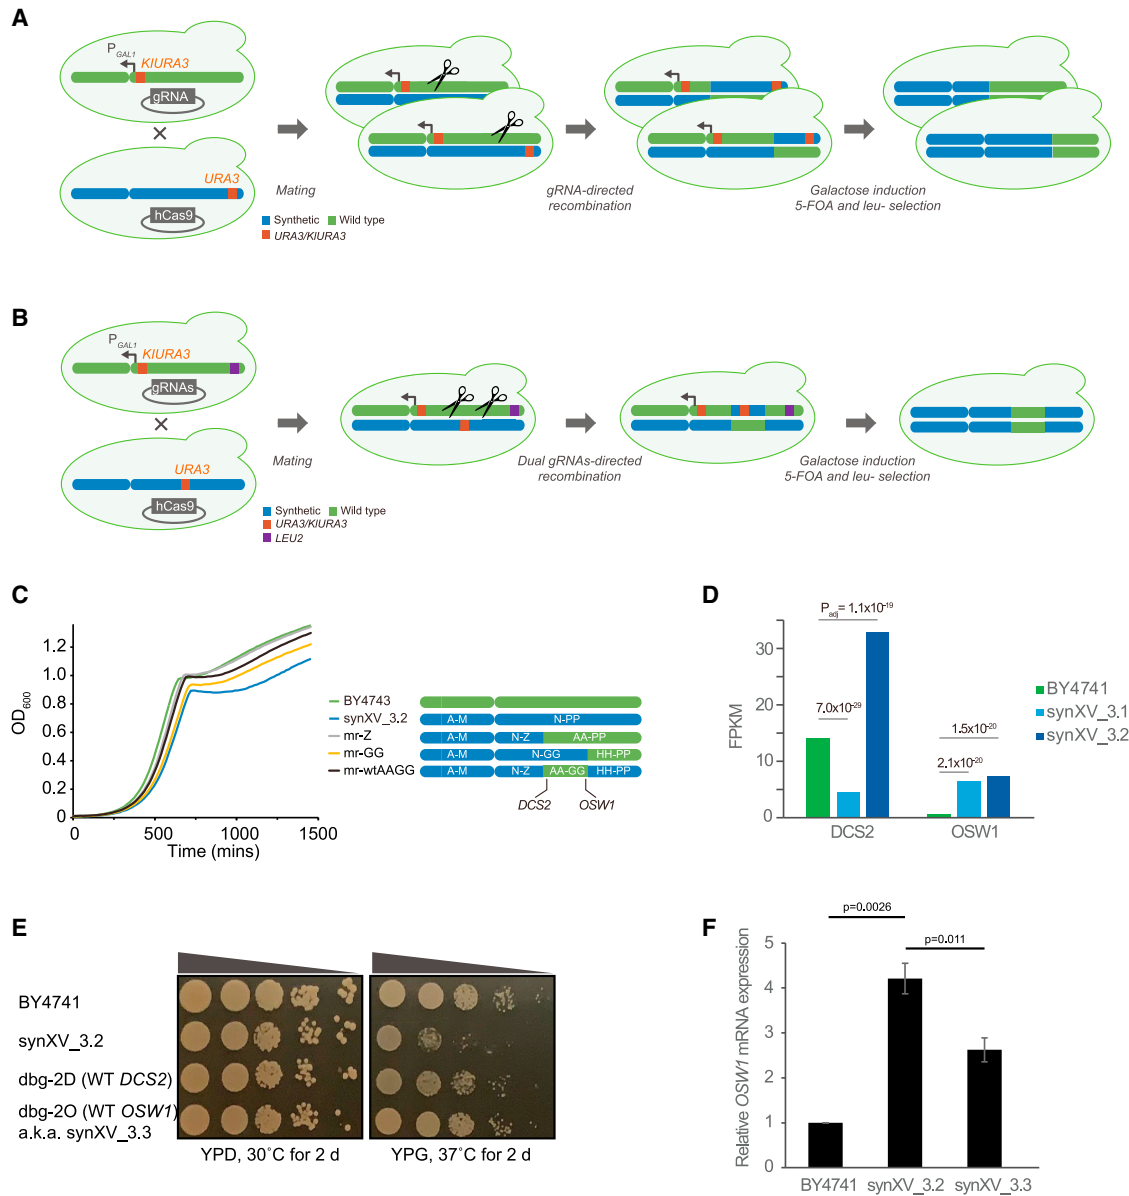 A
P GAL1
KlURA3
gRNA
×
URA3
hCas9
Mating
Synthetic
Wild type
URA3/KlURA3
gRNA-directed
recombination
Galactose induction
5-FOA and leu- selection
B
P GAL1
KlURA3
gRNAs
×
URA3
hCas9
Mating
Synthetic
Wild type
URA3/KlURA3
LEU2
Dual gRNAs-directed
recombination
Galactose induction
5-FOA and leu- selection
C
OD600
1.2
1.0
0.8
0.6
0.4
0.2
0
0
500
1000
1500
Time (mins)
BY4743
synXV_3.2
A-M
N-PP
mr-Z
A-M
N-Z
AA-PP
mr-GG
A-M
N-GG
HH-PP
mr-wtAAGG
A-M
N-Z
AA-GG
HH-PP
DCS2
OSW1
D
FPKM
30
20
10
0
Padj = 1.1x10-19
7.0x10-29
1.5x10-20
2.1x10-20
DCS2
OSW1
BY4741
synXV_3.1
synXV_3.2
E
BY4741
synXV_3.2
dbg-2D (WT DCS2)
dbg-2O (WT OSW1)
a.k.a. synXV_3.3
YPD, 30˚C for 2 d
YPG, 37˚C for 2 d
F
Relative OSW1 mRNA expression
5
4
3
2
1
0
p=0.0026
p=0.011
BY4741
synXV_3.2
synXV_3.3